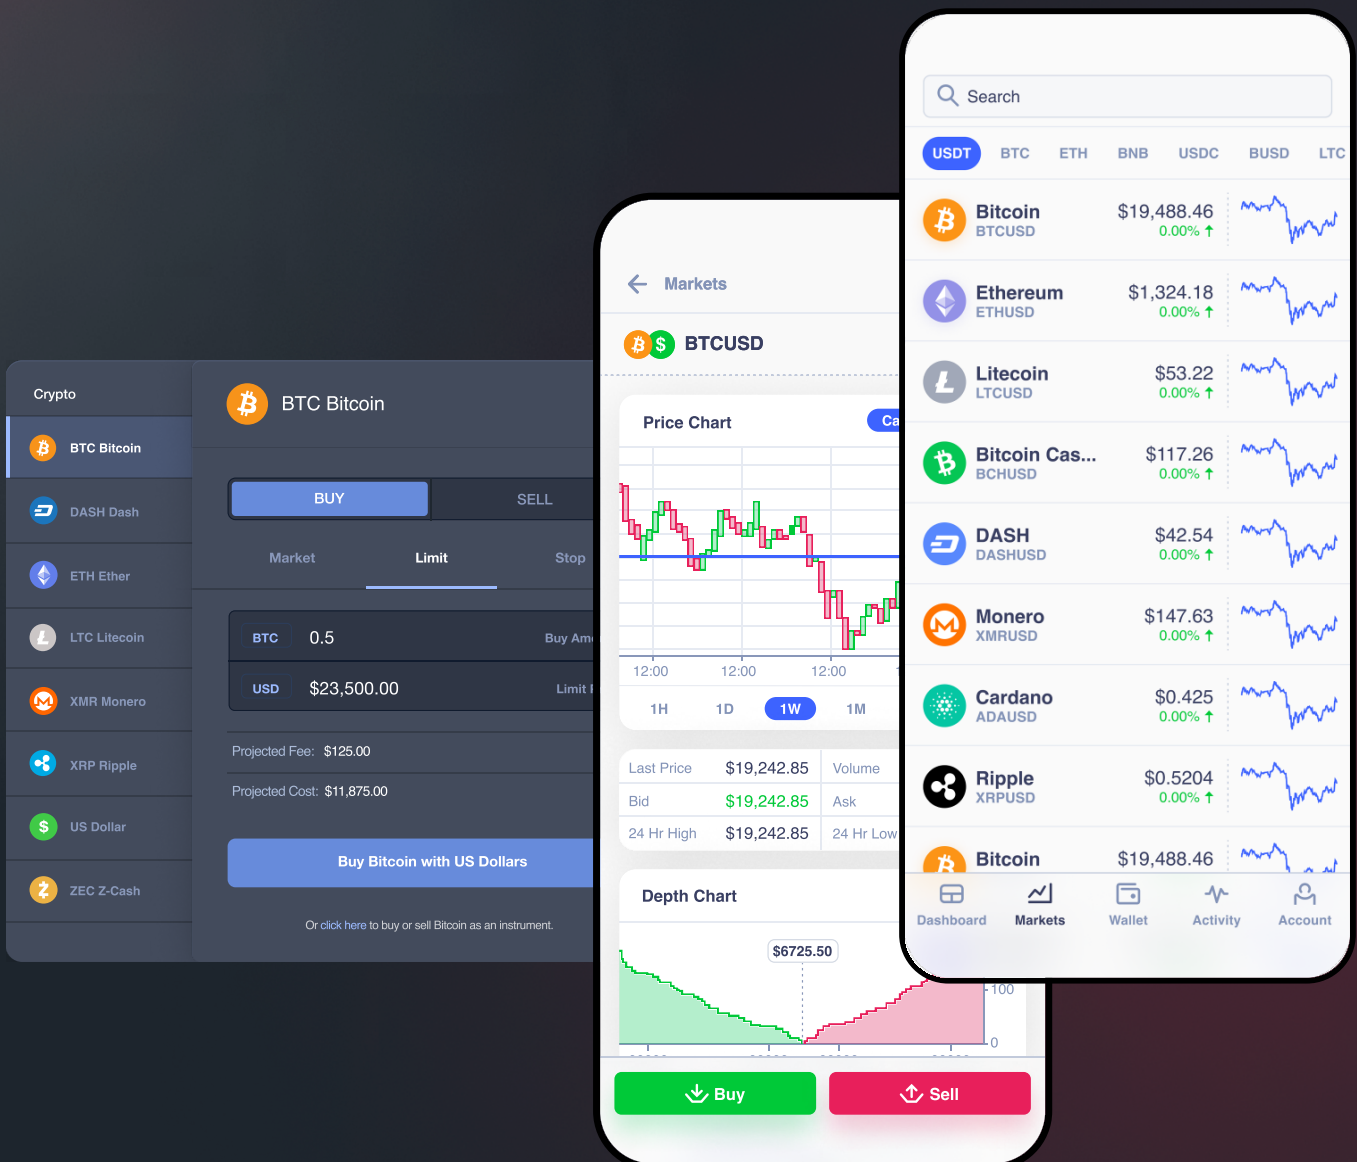 Crypto
BTC Bitcoin
DASH Dash
ETH Ether
LTC Litecoin
XMR Monero
XRP Ripple
US Dollar
ZEC Z-Cash
BTC Bitcoin
BUY SELL
Market Limit Stop
BTC 0.5 Buy Am
USD $23,500.00 Limit
Projected Fee: $125.00
Projected Cost: $11,875.00
Buy Bitcoin with US Dollars
Or click here to buy or sell Bitcoin as an instrument.
Markets
BTCUSD
Price Chart Ca
12:00 12:00 12:00
1H 1D 1W 1M
Last Price $19,242.85 Volume
Bid $19,242.85 Ask
24 Hr High $19,242.85 24 Hr Low
Depth Chart
$6725.50
100
0
Buy Sell
Search
USDT BTC ETH BNB USDC BUSD LTC
Bitcoin $19,488.46
BTCUSD 0.00%
Ethereum $1,324.18
ETHUSD 0.00%
Litecoin $53.22
LTCUSD 0.00%
Bitcoin Cas... $117.26
BCHUSD 0.00%
DASH $42.54
DASHUSD 0.00%
Monero $147.63
XMRUSD 0.00%
Cardano $0.425
ADAUSD 0.00%
Ripple $0.5204
XRPUSD 0.00%
Bitcoin $19,488.46
Dashboard Markets Wallet Activity Account